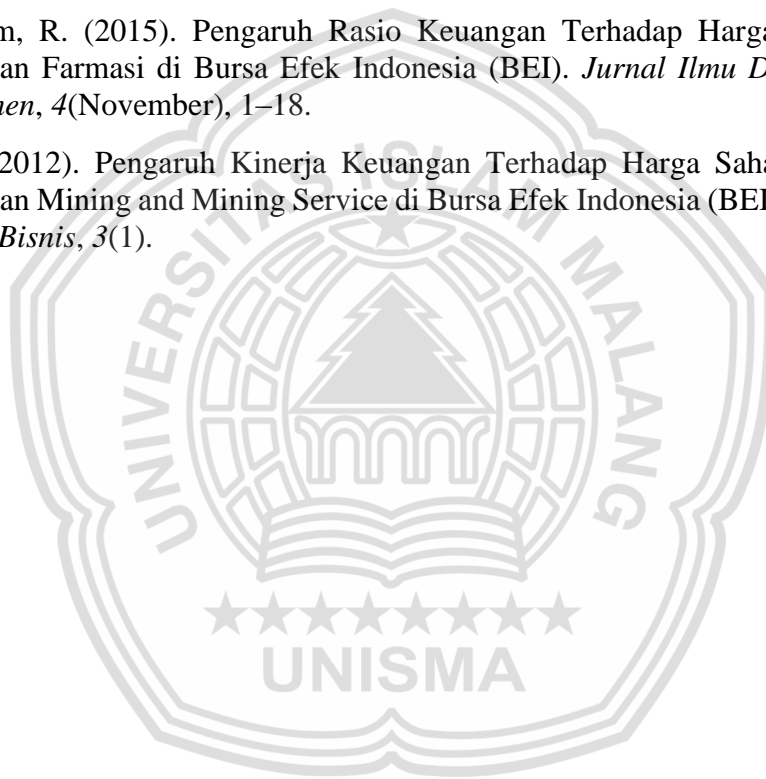 m, R. (2015). Pengaruh Rasio Keuangan Terhadap Harga
an Farmasi di Bursa Efek Indonesia (BEI). Jurnal Ilmu D
nen, 4(November), 1–18.
2012). Pengaruh Kinerja Keuangan Terhadap Harga Saha
an Mining and Mining Service di Bursa Efek Indonesia (BEI
Bisnis, 3(1).
UNIVERSITAS ISLAM MALANG
UNISMA